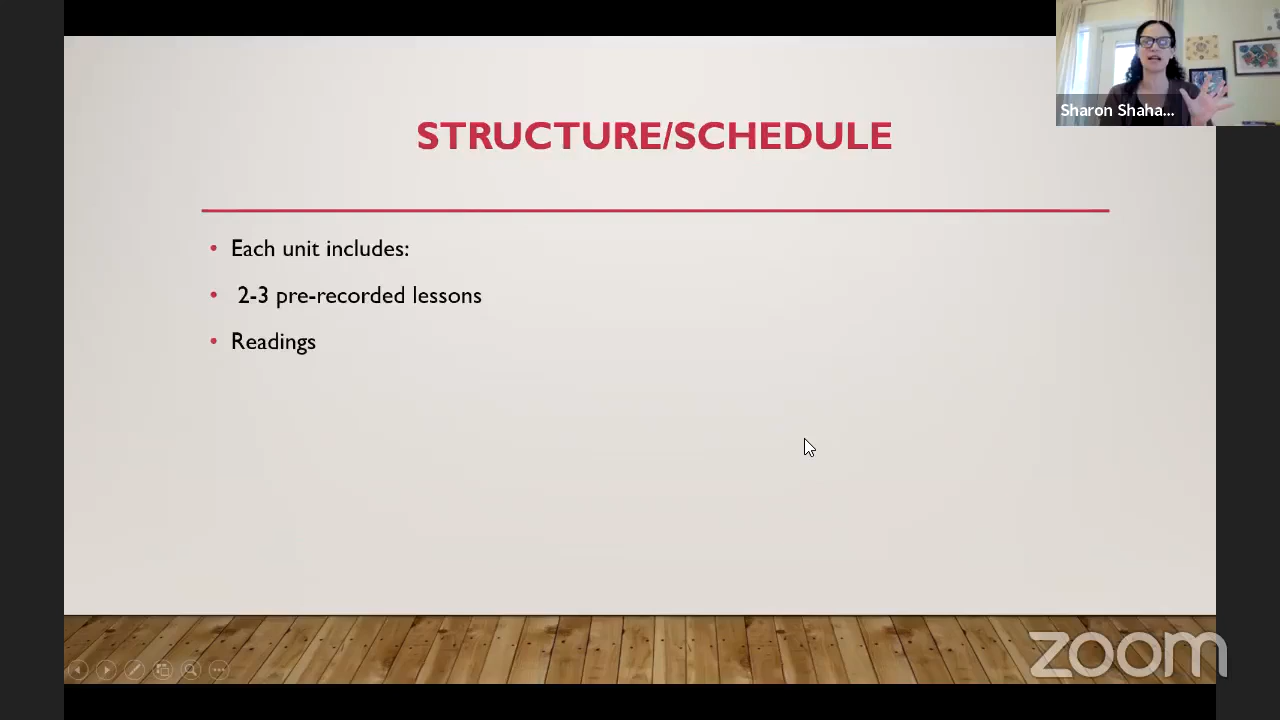 Sharon Shaha...
STRUCTURE/SCHEDULE
• Each unit includes:
• 2-3 pre-recorded lessons
• Readings
zoom